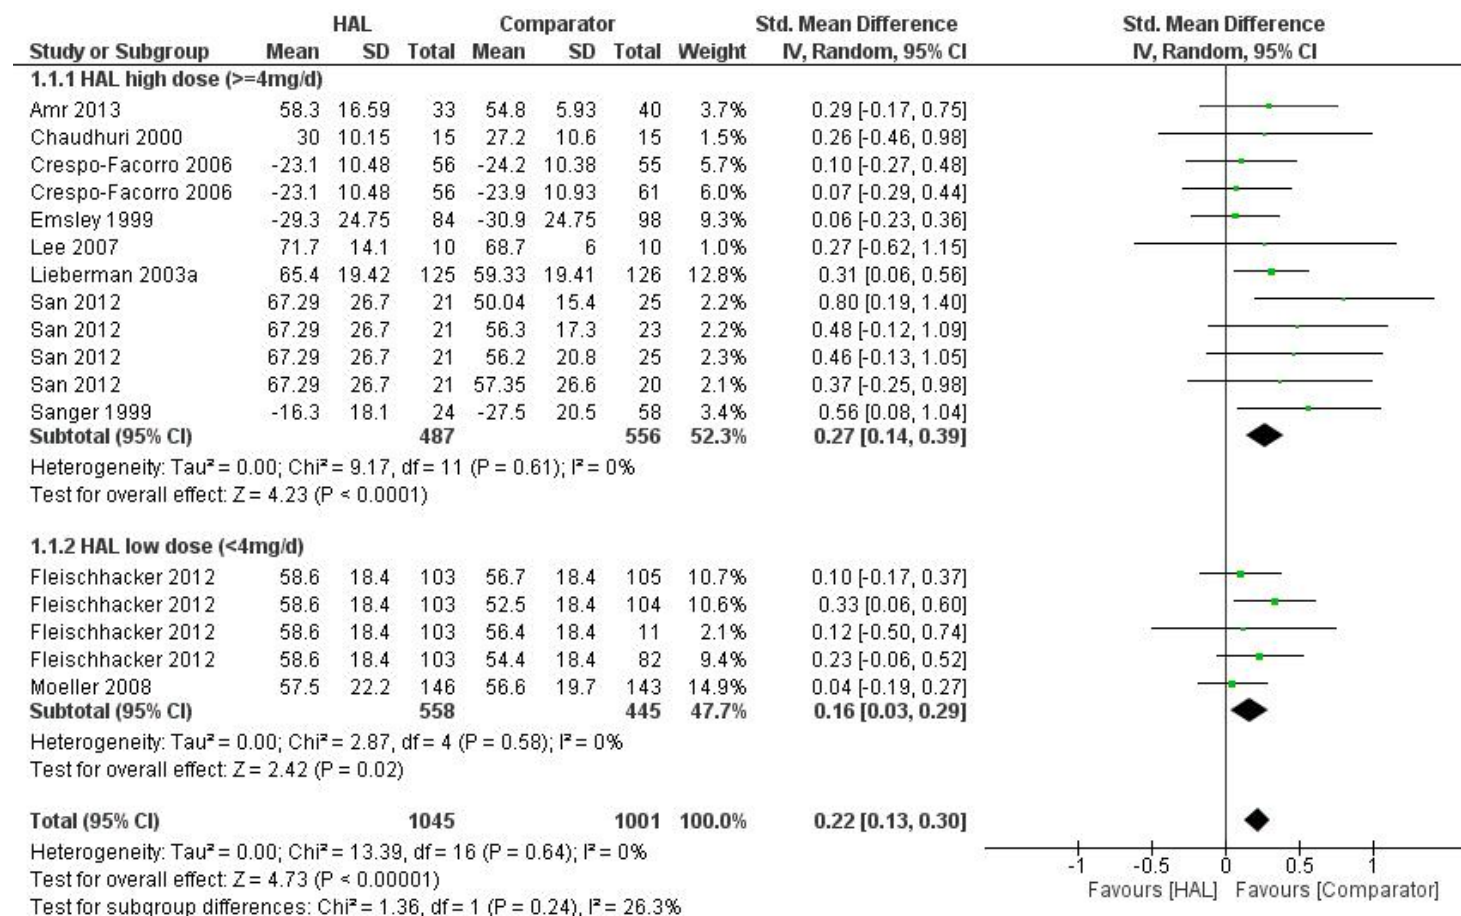 HAL Comparator Std. Mean Difference Std. Mean Difference
Study or Subgroup Mean SD Total Mean SD Total Weight IV, Random, 95% CI IV, Random, 95% CI
1.1.1 HAL high dose (>=4mg/d)
Amr 2013 58.3 16.59 33 54.8 5.93 40 3.7% 0.29 [-0.17, 0.75]
Chaudhuri 2000 30 10.15 15 27.2 10.6 15 1.5% 0.26 [-0.46, 0.98]
Crespo-Facorro 2006 -23.1 10.48 56 -24.2 10.38 55 5.7% 0.10 [-0.27, 0.48]
Crespo-Facorro 2006 -23.1 10.48 56 -23.9 10.93 61 6.0% 0.07 [-0.29, 0.44]
Emsley 1999 -29.3 24.75 84 -30.9 24.75 98 9.3% 0.06 [-0.23, 0.36]
Lee 2007 71.7 14.1 10 68.7 6 10 1.0% 0.27 [-0.62, 1.15]
Lieberman 2003a 65.4 19.42 125 59.33 19.41 126 12.8% 0.31 [0.06, 0.56]
San 2012 67.29 26.7 21 50.04 15.4 25 2.2% 0.80 [0.19, 1.40]
San 2012 67.29 26.7 21 56.3 17.3 23 2.2% 0.48 [-0.12, 1.09]
San 2012 67.29 26.7 21 56.2 20.8 25 2.3% 0.46 [-0.13, 1.05]
San 2012 67.29 26.7 21 57.35 26.6 20 2.1% 0.37 [-0.25, 0.98]
Sanger 1999 -16.3 18.1 24 -27.5 20.5 58 3.4% 0.56 [0.08, 1.04]
Subtotal (95% CI) 487 556 52.3% 0.27 [0.14, 0.39]
Heterogeneity: Tau² = 0.00; Chi² = 9.17, df = 11 (P = 0.61); I² = 0%
Test for overall effect: Z = 4.23 (P < 0.0001)
1.1.2 HAL low dose (<4mg/d)
Fleischhacker 2012 58.6 18.4 103 56.7 18.4 105 10.7% 0.10 [-0.17, 0.37]
Fleischhacker 2012 58.6 18.4 103 52.5 18.4 104 10.6% 0.33 [0.06, 0.60]
Fleischhacker 2012 58.6 18.4 103 56.4 18.4 11 2.1% 0.12 [-0.50, 0.74]
Fleischhacker 2012 58.6 18.4 103 54.4 18.4 82 9.4% 0.23 [-0.06, 0.52]
Moeller 2008 57.5 22.2 146 56.6 19.7 143 14.9% 0.04 [-0.19, 0.27]
Subtotal (95% CI) 558 445 47.7% 0.16 [0.03, 0.29]
Heterogeneity: Tau² = 0.00; Chi² = 2.87, df = 4 (P = 0.58); I² = 0%
Test for overall effect: Z = 2.42 (P = 0.02)
Total (95% CI) 1045 1001 100.0% 0.22 [0.13, 0.30]
Heterogeneity: Tau² = 0.00; Chi² = 13.39, df = 16 (P = 0.64); I² = 0%
Test for overall effect: Z = 4.73 (P < 0.00001)
Test for subgroup differences: Chi² = 1.36, df = 1 (P = 0.24), I² = 26.3%
-1 -0.5 0 0.5 1
Favours [HAL] Favours [Comparator]